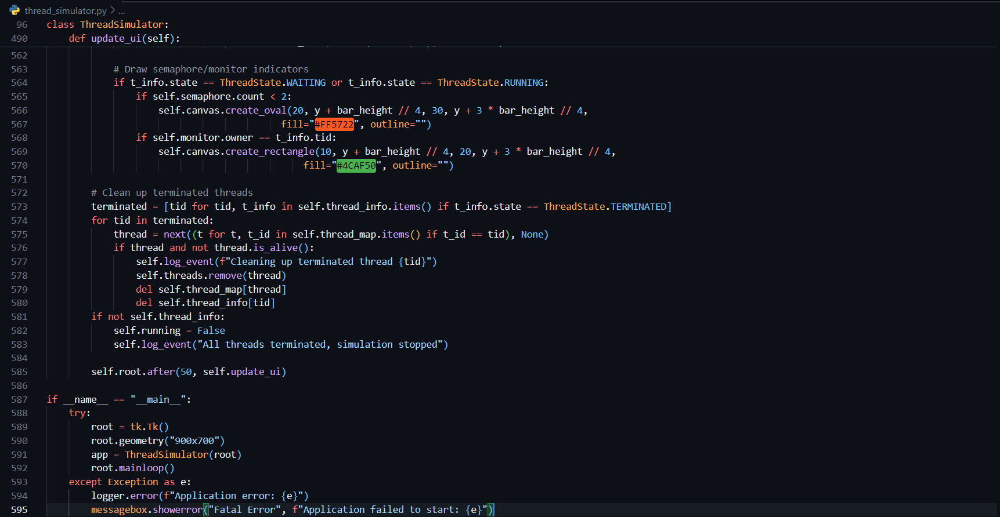 thread_simulator.py > ...
96 class ThreadSimulator:
490 def update_ui(self):
562
563 # Draw semaphore/monitor indicators
564 if t_info.state == ThreadState.WAITING or t_info.state == ThreadState.RUNNING:
565 if self.semaphore.count < 2:
566 self.canvas.create_oval(20, y + bar_height // 4, 30, y + 3 * bar_height // 4,
567 fill="#FF5722", outline="")
568 if self.monitor.owner == t_info.tid:
569 self.canvas.create_rectangle(10, y + bar_height // 4, 20, y + 3 * bar_height // 4,
570 fill="#4CAF50", outline="")
571
572 # Clean up terminated threads
573 terminated = [tid for tid, t_info in self.thread_info.items() if t_info.state == ThreadState.TERMINATED]
574 for tid in terminated:
575 thread = next((t for t, t_id in self.thread_map.items() if t_id == tid), None)
576 if thread and not thread.is_alive():
577 self.log_event(f"Cleaning up terminated thread {tid}")
578 self.threads.remove(thread)
579 del self.thread_map[thread]
580 del self.thread_info[tid]
581 if not self.thread_info:
582 self.running = False
583 self.log_event("All threads terminated, simulation stopped")
584
585 self.root.after(50, self.update_ui)
586
587 if __name__ == "__main__":
588 try:
589 root = tk.Tk()
590 root.geometry("900x700")
591 app = ThreadSimulator(root)
592 root.mainloop()
593 except Exception as e:
594 logger.error(f"Application error: {e}")
595 messagebox.showerror("Fatal Error", f"Application failed to start: {e}")